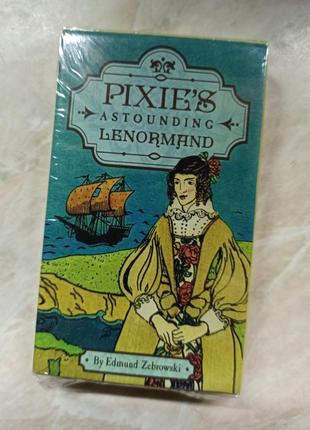 PIXIE'S
ASTOUNDING
LENORMAND
• By Edmund Zebrowski •